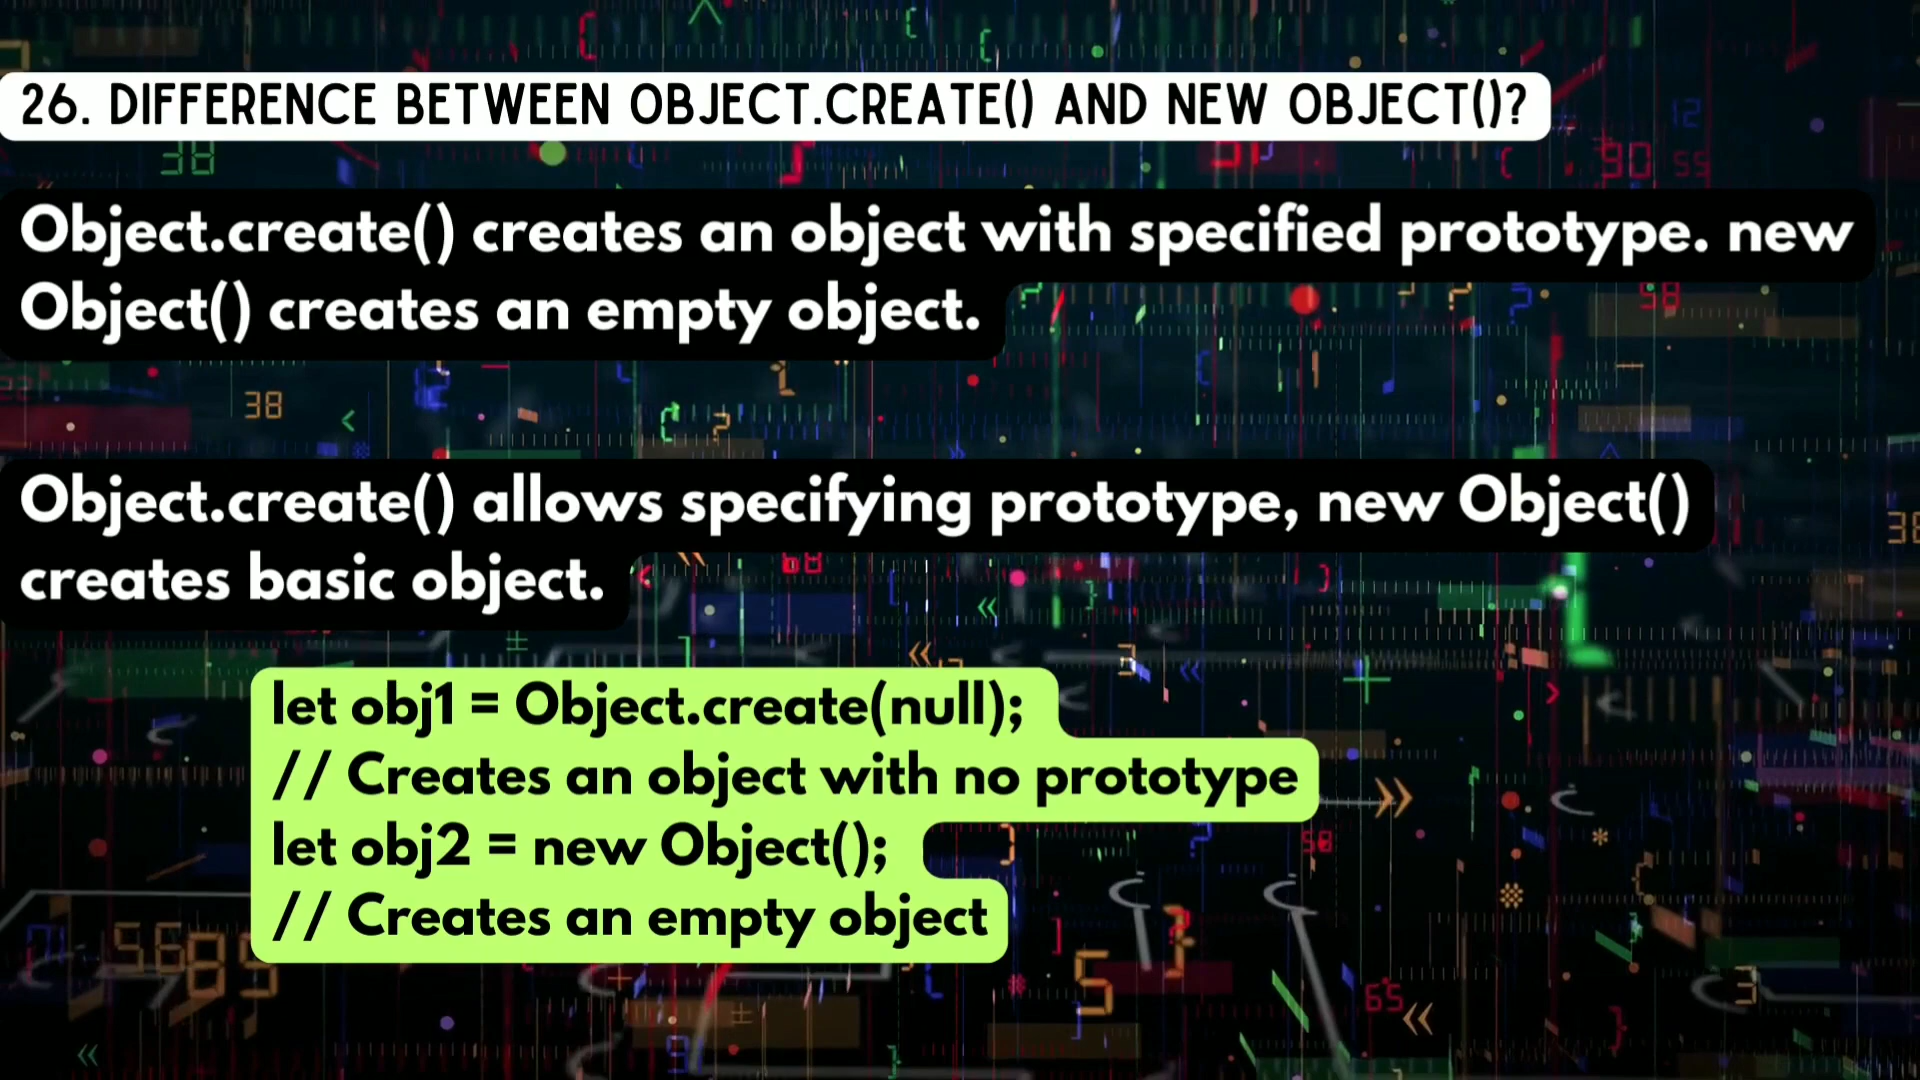 26. DIFFERENCE BETWEEN OBJECT.CREATE() AND NEW OBJECT()?
Object.create() creates an object with specified prototype. new
Object() creates an empty object.
Object.create() allows specifying prototype, new Object()
creates basic object.
let obj1 = Object.create(null);
// Creates an object with no prototype
let obj2 = new Object();
// Creates an empty object